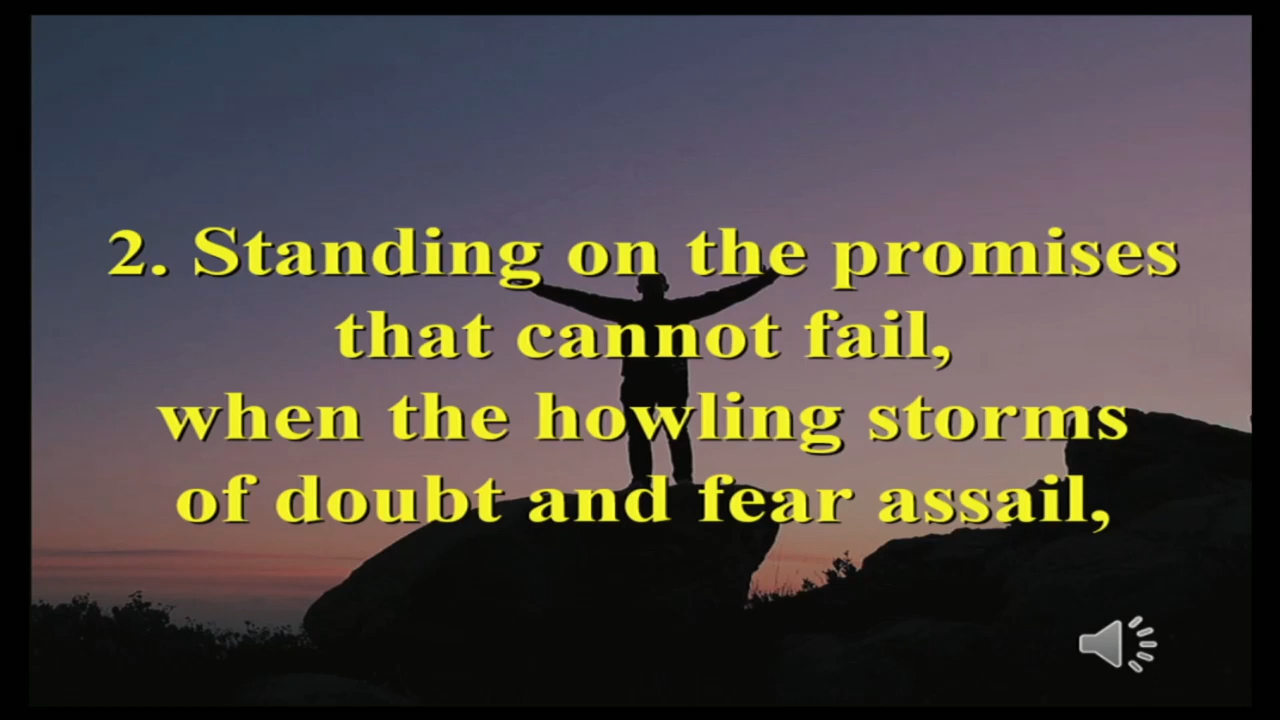 2. Standing on the promises
that cannot fail,
when the howling storms
of doubt and fear assail,